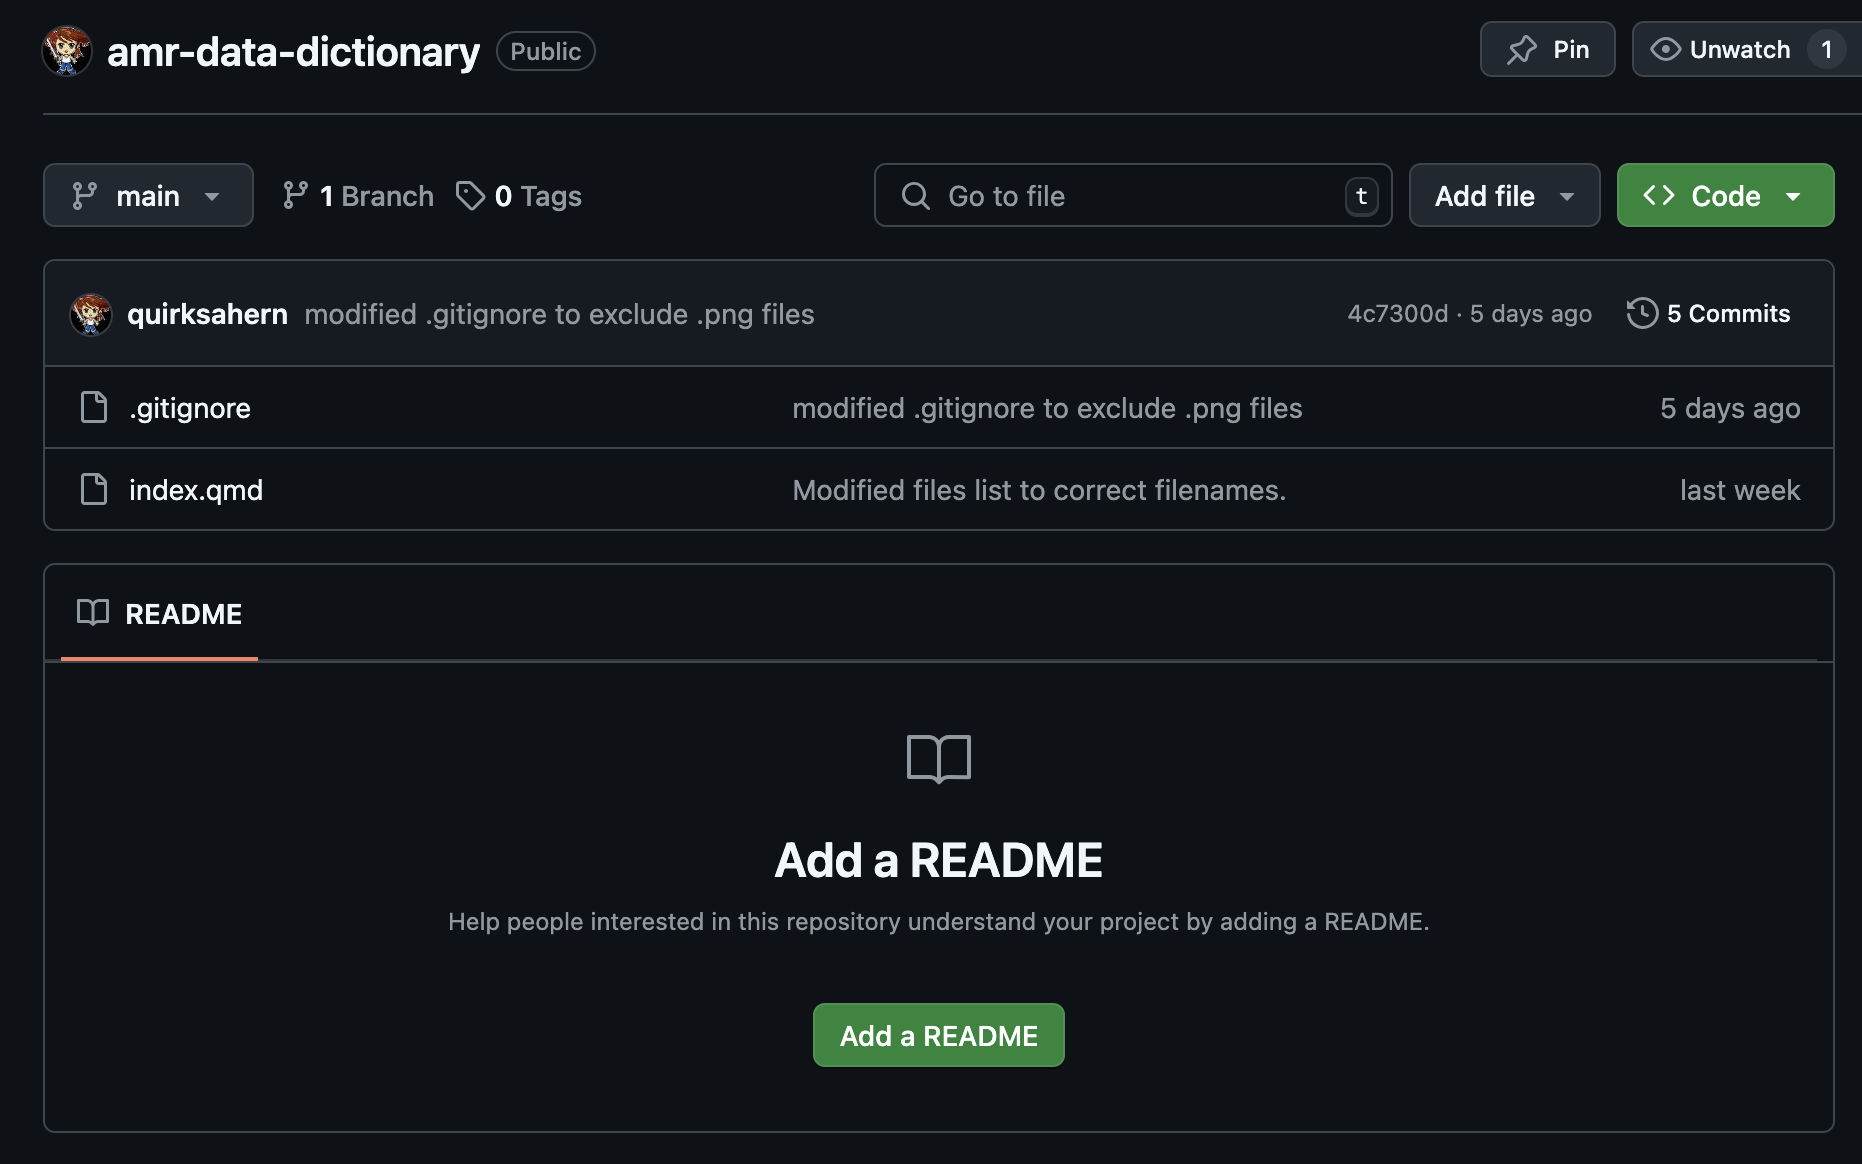 amr-data-dictionary Public Pin Unwatch 1
main 1 Branch 0 Tags Go to file t Add file Code
quirksahern modified .gitignore to exclude .png files 4c7300d · 5 days ago 5 Commits
.gitignore modified .gitignore to exclude .png files 5 days ago
index.qmd Modified files list to correct filenames. last week
README
Add a README
Help people interested in this repository understand your project by adding a README.
Add a README